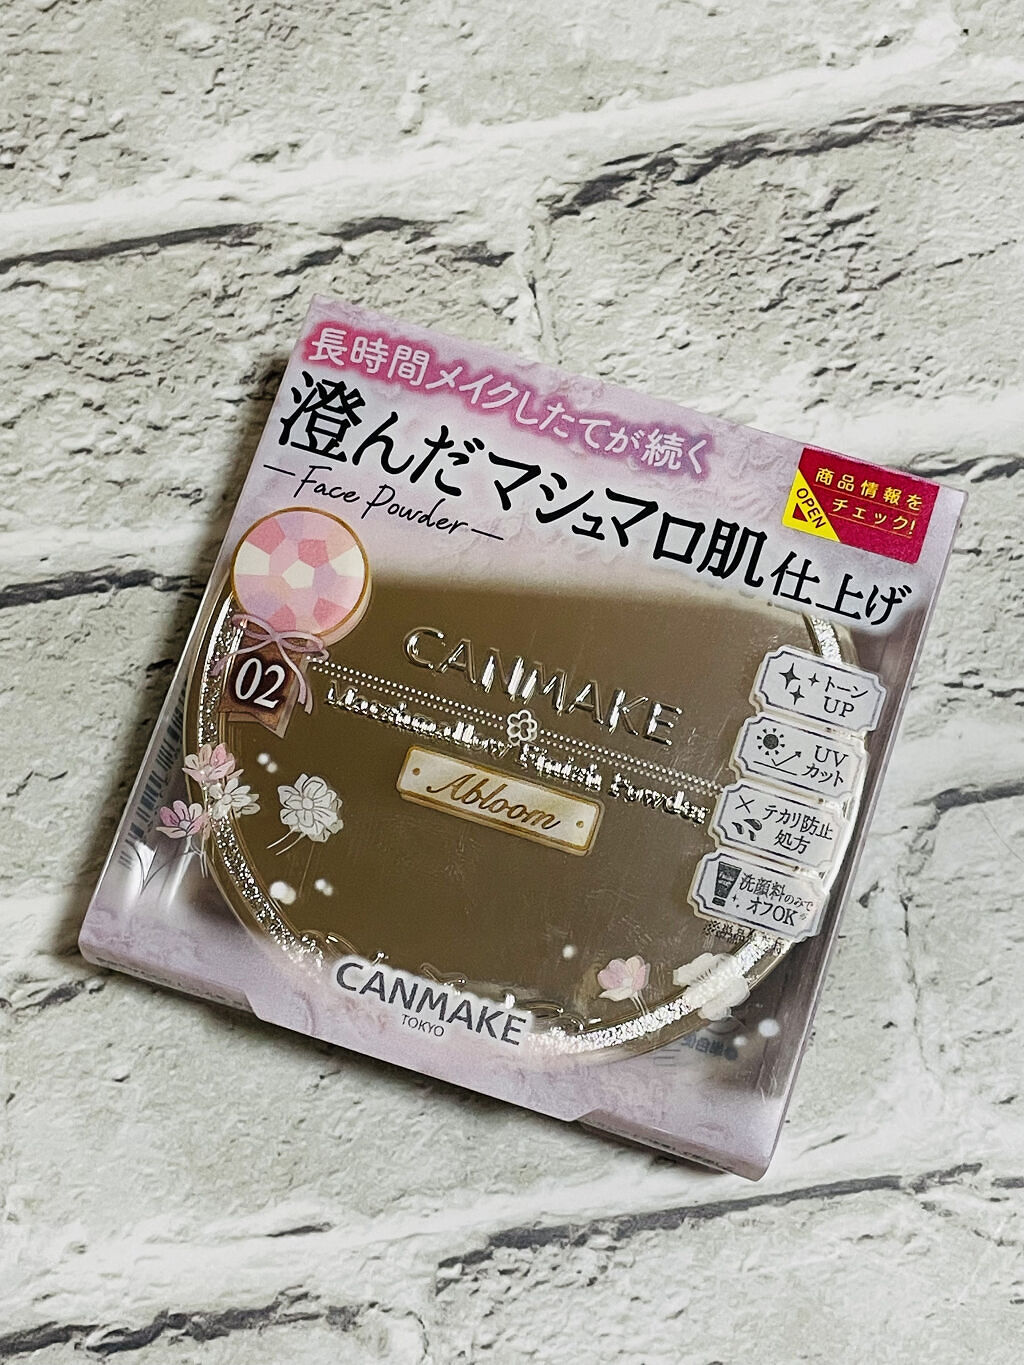 長時間メイクしたてが続く
澄んだマシュマロ肌仕上げ
Face Powder
商品情報を
チェック!
OPEN
02
CANMAKE
Marshmallow Finish Powder
Abloom
トーン
UP
UV
カット
テカリ防止
処方
洗顔料のみで
オフOK
CANMAKE
TOKYO